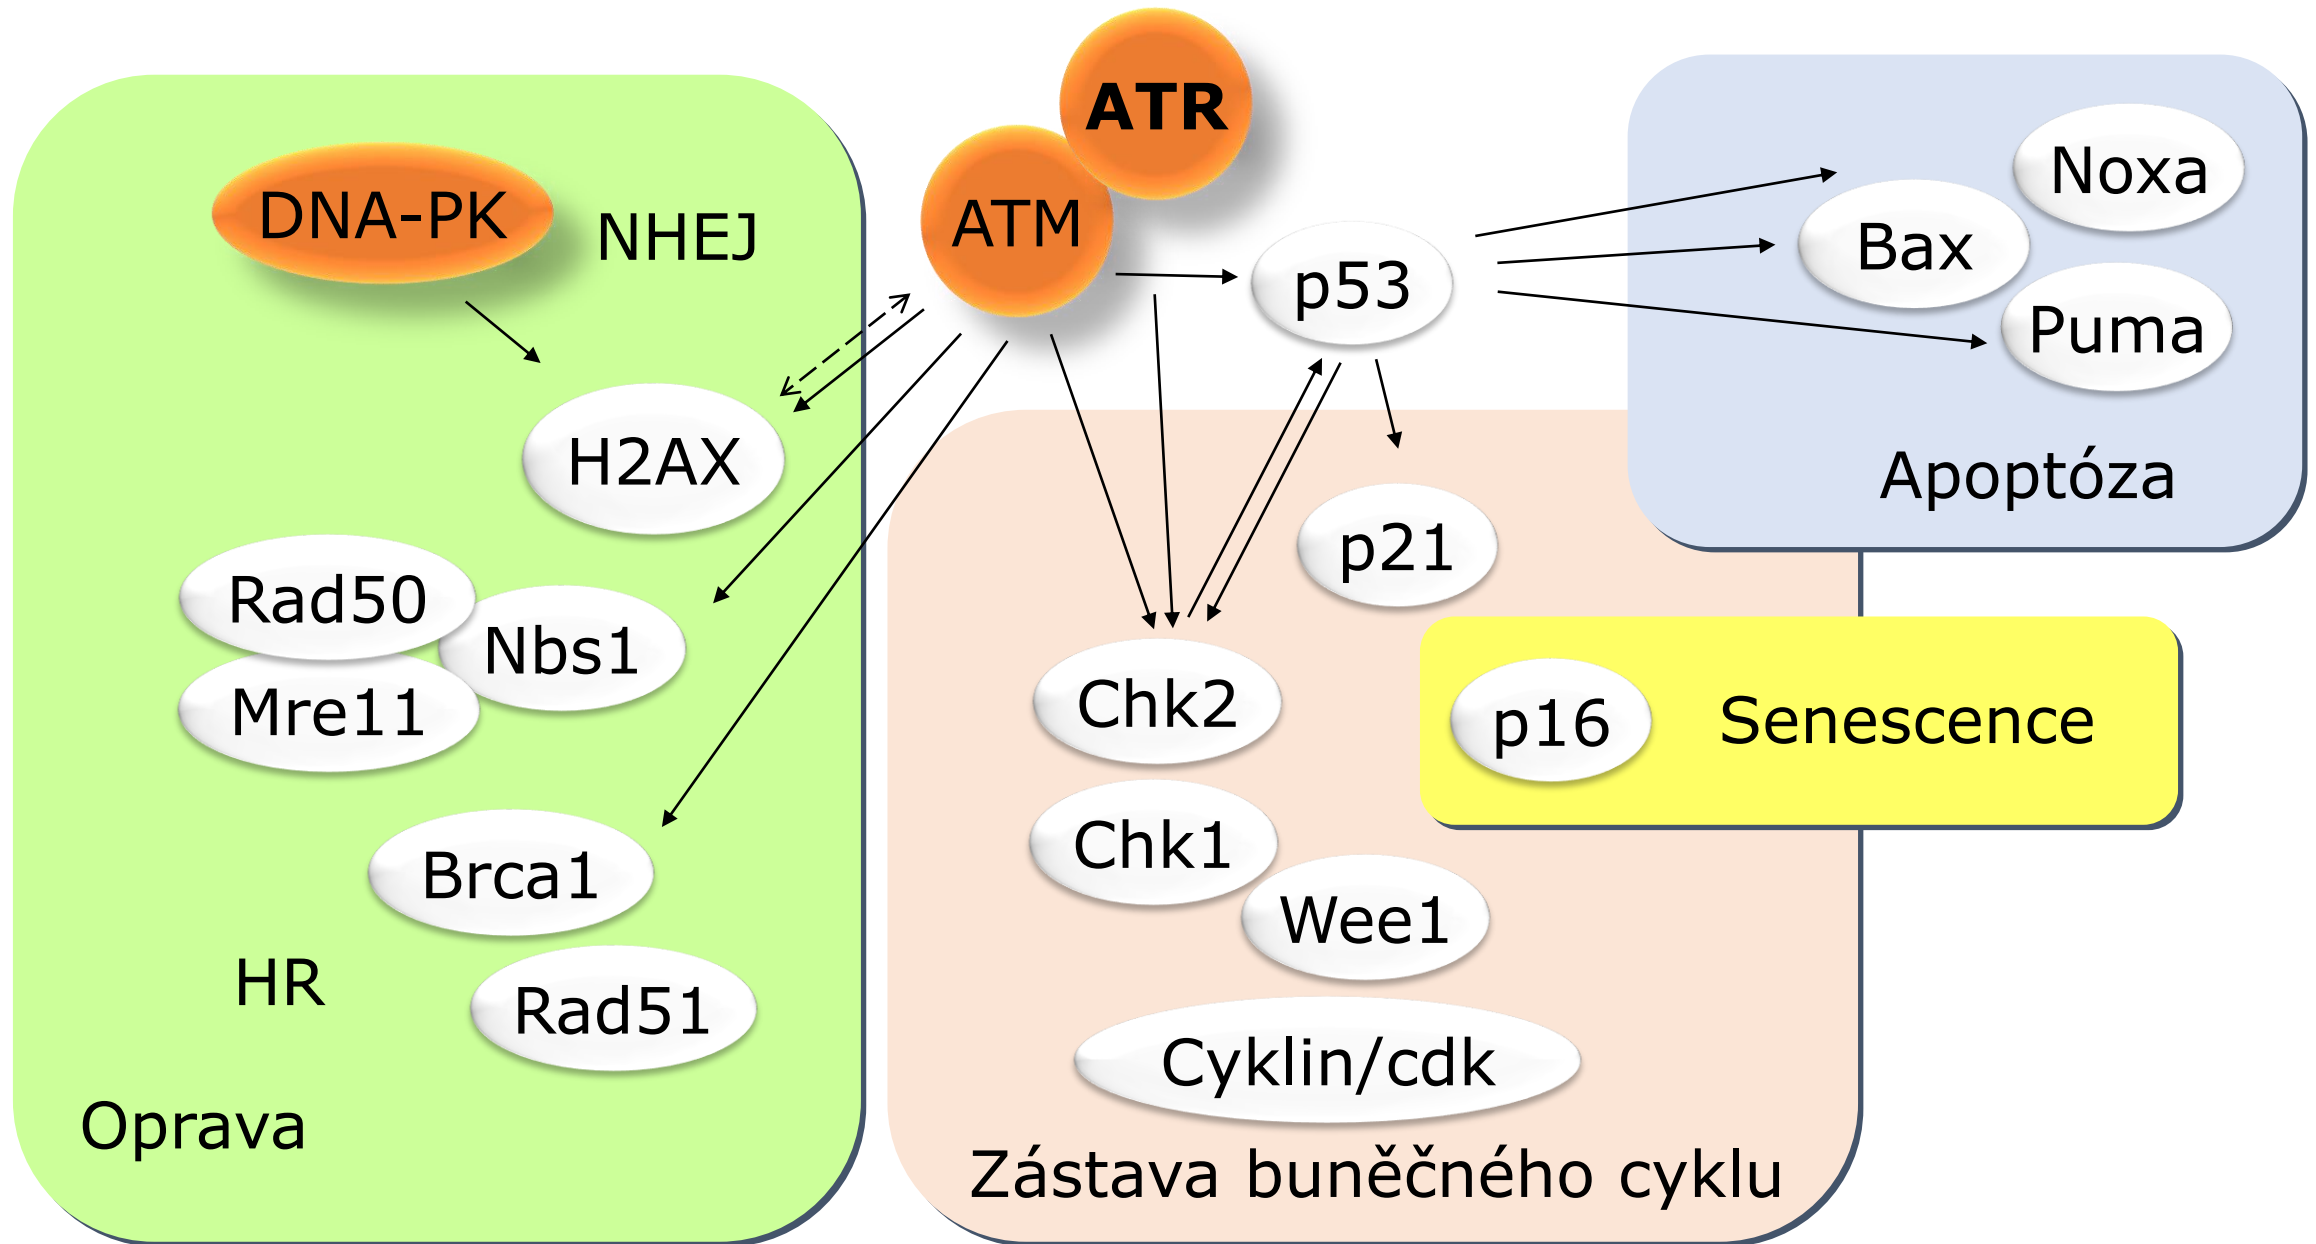 ATR
DNA-PK
NHEJ
ATM
p53
Noxa
Bax
Puma
H2AX
Apoptóza
p21
Rad50
Nbs1
Mre11
Chk2
p16
Senescence
Chk1
Brca1
Wee1
HR
Rad51
Cyklin/cdk
Oprava
Zástava buněčného cyklu